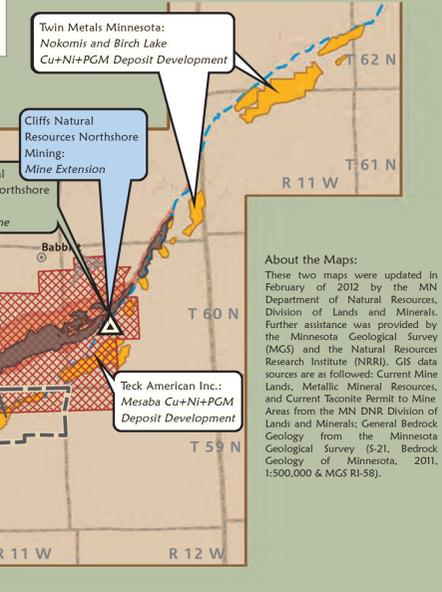 Twin Metals Minnesota:
Nokomis and Birch Lake
Cu+Ni+PGM Deposit Development
T 62 N
Cliffs Natural
Resources Northshore
Mining:
Mine Extension
T 61 N
R 11 W
orthshore
Babbitt
About the Maps:
These two maps were updated in
February of 2012 by the MN
Department of Natural Resources,
Division of Lands and Minerals.
Further assistance was provided by
the Minnesota Geological Survey
(MGS) and the Natural Resources
Research Institute (NRRI). GIS data
sources are as followed: Current Mine
Lands, Metallic Mineral Resources,
and Current Taconite Permit to Mine
Areas from the MN DNR Division of
Lands and Minerals; General Bedrock
Geology from the Minnesota
Geological Survey (S-21, Bedrock
Geology of Minnesota, 2011,
1:500,000 & MGS RI-58).
T 60 N
Teck American Inc.:
Mesaba Cu+Ni+PGM
Deposit Development
T 59 N
R 11 W
R 12 W